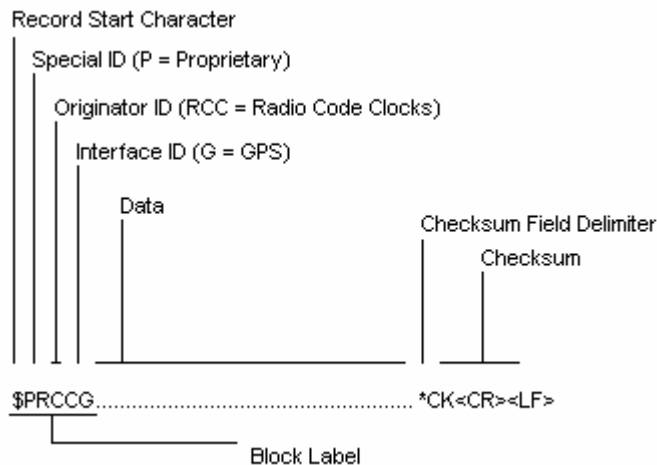 Record Start Character
Special ID (P = Proprietary)
Originator ID (RCC = Radio Code Clocks)
Interface ID (G = GPS)
Data
Checksum Field Delimiter
Checksum
$PRCCG.................................................... *CK<CR><LF>
Block Label